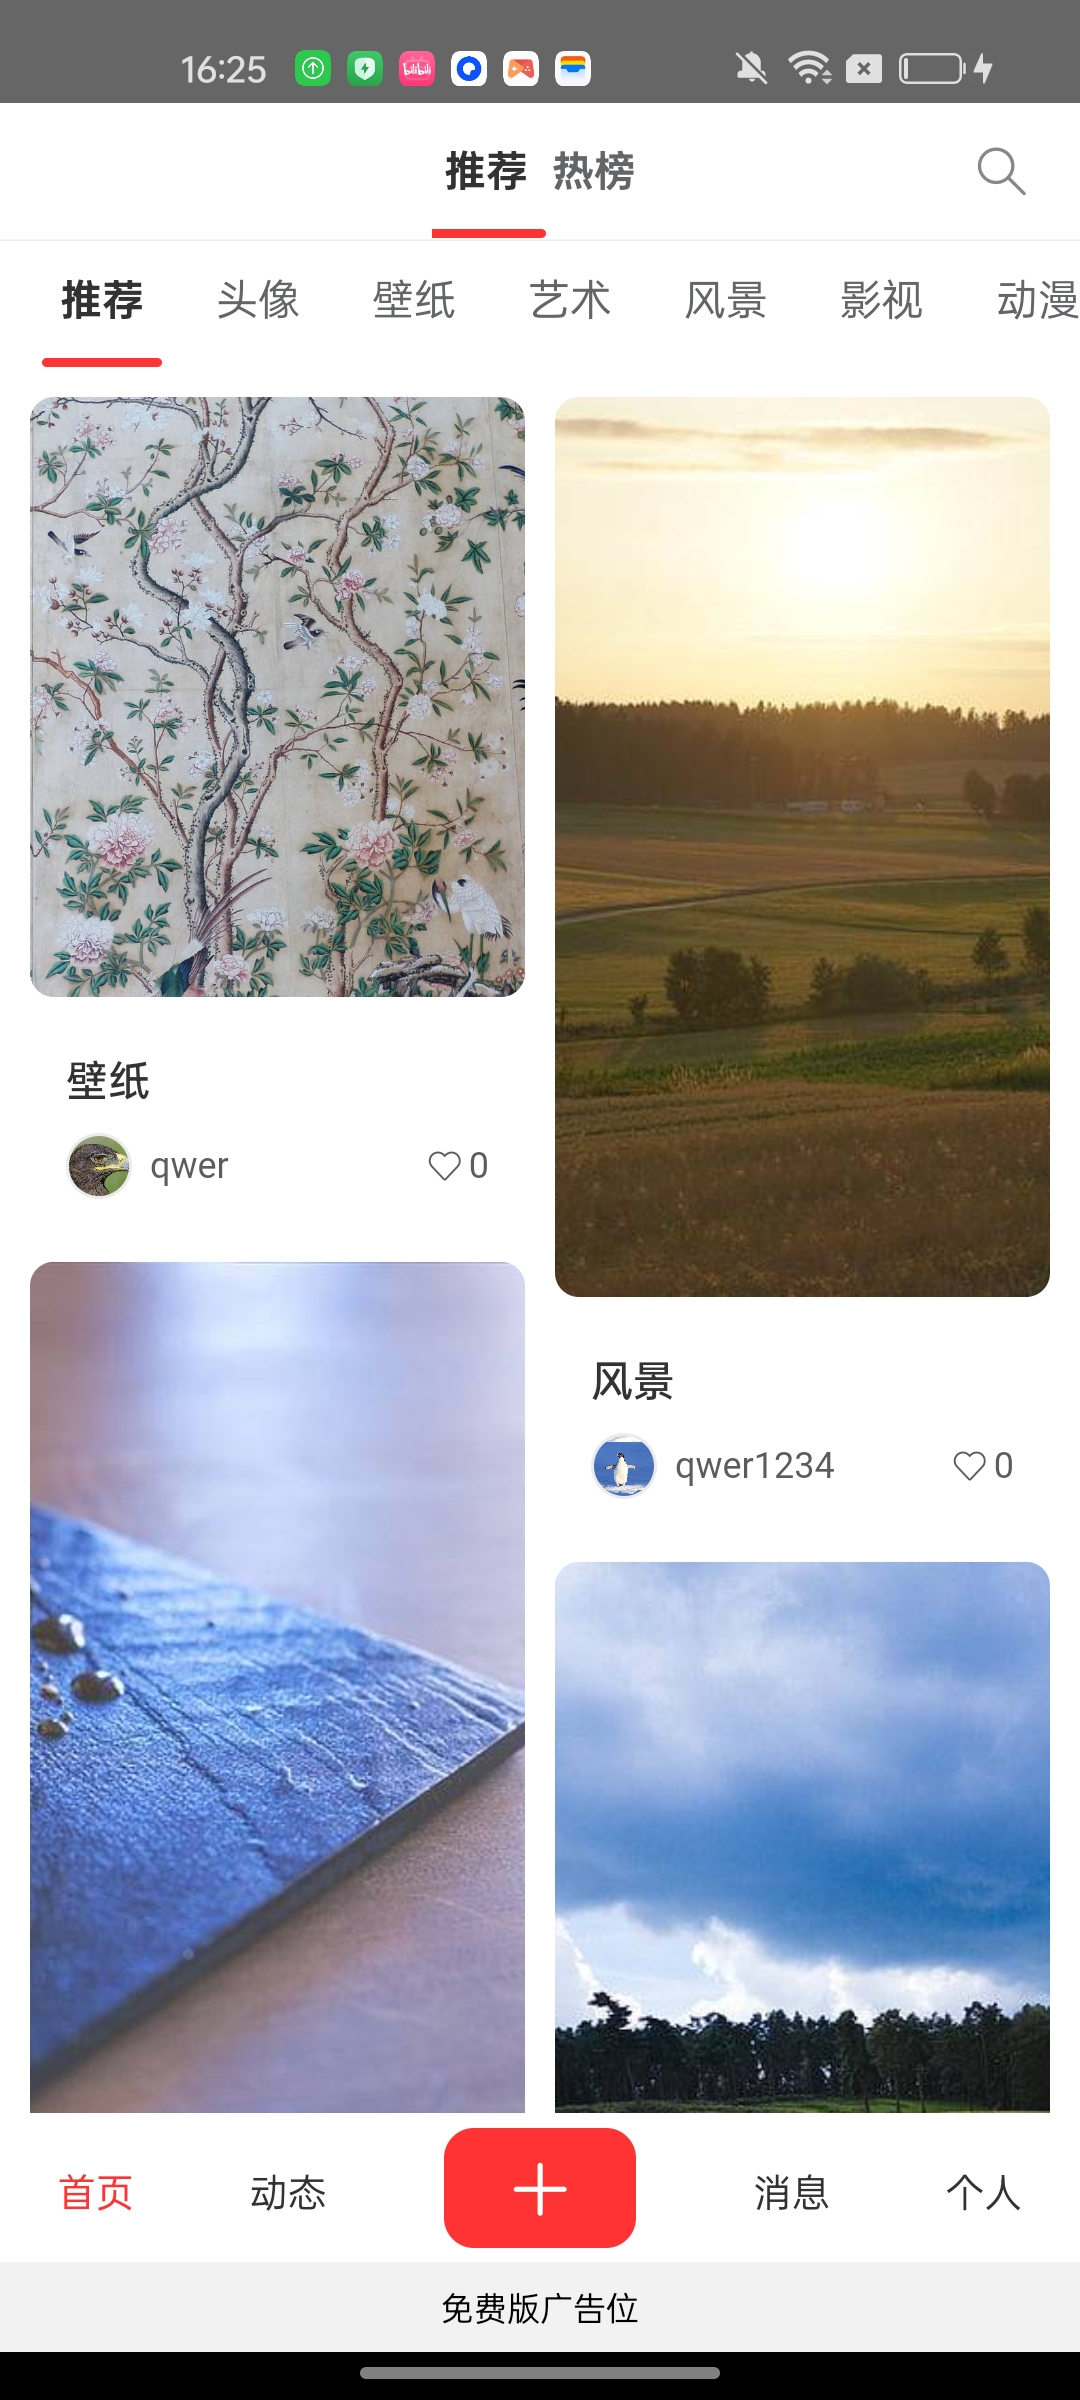 16:25
bilibili
推荐 热榜
推荐 头像 壁纸 艺术 风景 影视 动漫
壁纸
qwer 0
风景
qwer1234 0
首页 动态 消息 个人
免费版广告位